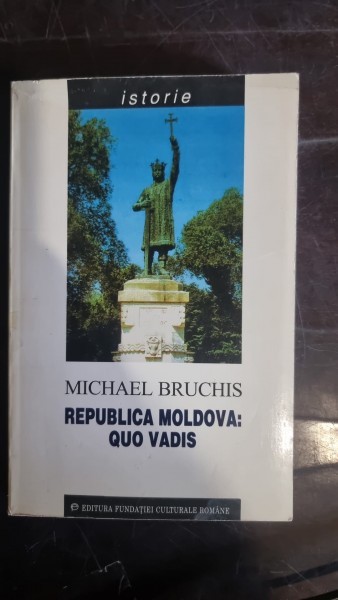 istorie
MICHAEL BRUCHIS
REPUBLICA MOLDOVA:
QUO VADIS
EDITURA FUNDAȚIEI CULTURALE ROMÂNE